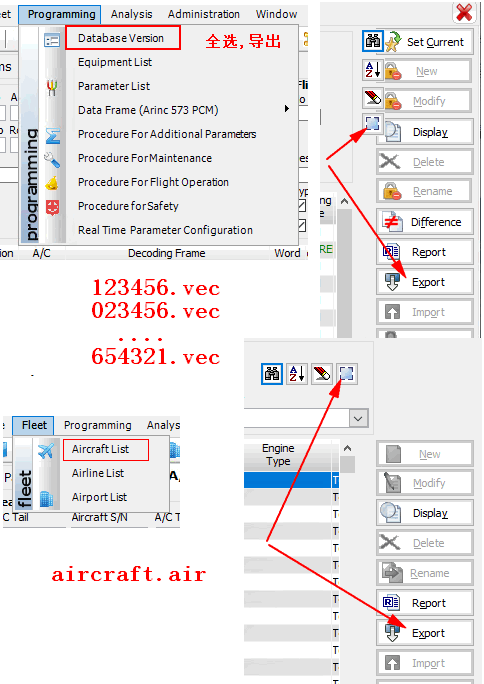 eet Programming Analysis Administration Window
Database Version
全选,导出
Equipment List
Parameter List
Data Frame (Arinc 573 PCM)
Procedure For Additional Parameters
Procedure For Maintenance
Procedure For Flight Operation
Procedure for Safety
Real Time Parameter Configuration
programming
Set Current
New
Modify
Display
Delete
Rename
Difference
Report
Export
Import
ion A/C Decoding Frame Word
123456.vec
023456.vec
....
654321.vec
Fleet Programming Analys
Aircraft List
Airline List
Airport List
fleet
C Tail Aircraft S/N A/C T
aircraft.air
Engine
Type
New
Modify
Display
Delete
Rename
Report
Export
Import